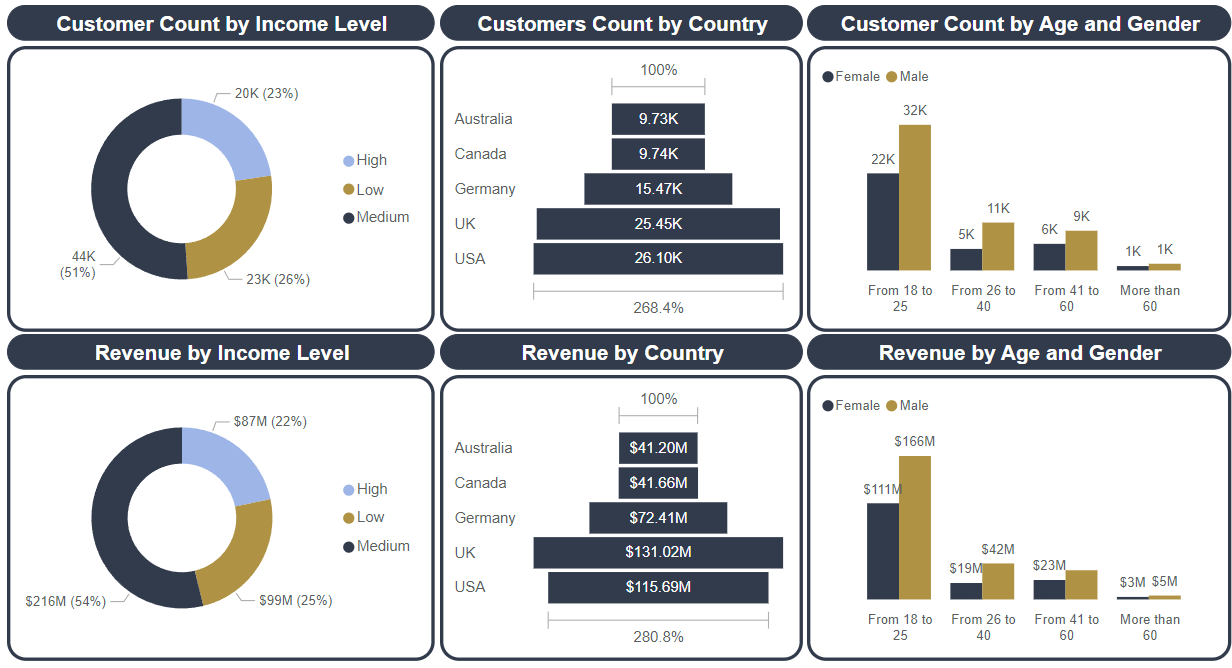 Customer Count by Income Level
20K (23%)
High
Low
Medium
44K
(51%)
23K (26%)
Customers Count by Country
100%
Australia
9.73K
Canada
9.74K
Germany
15.47K
UK
25.45K
USA
26.10K
268.4%
Customer Count by Age and Gender
Female
Male
22K
32K
5K
11K
6K
9K
1K
1K
From 18 to
25
From 26 to
40
From 41 to
60
More than
60
Revenue by Income Level
$87M (22%)
High
Low
Medium
$216M (54%)
$99M (25%)
Revenue by Country
100%
Australia
$41.20M
Canada
$41.66M
Germany
$72.41M
UK
$131.02M
USA
$115.69M
280.8%
Revenue by Age and Gender
Female
Male
$111M
$166M
$19M
$42M
$23M
$3M
$5M
From 18 to
25
From 26 to
40
From 41 to
60
More than
60